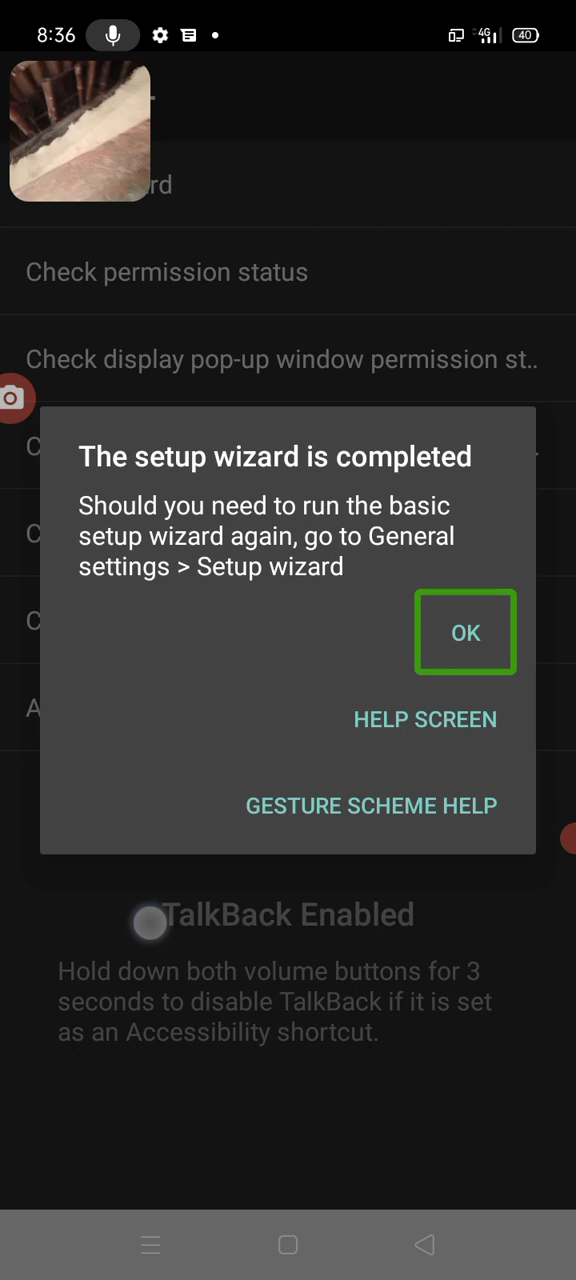 8:36
4G
40
rd
Check permission status
Check display pop-up window permission st..
C
The setup wizard is completed
Should you need to run the basic
setup wizard again, go to General
settings > Setup wizard
C
OK
C
A
HELP SCREEN
GESTURE SCHEME HELP
TalkBack Enabled
Hold down both volume buttons for 3
seconds to disable TalkBack if it is set
as an Accessibility shortcut.